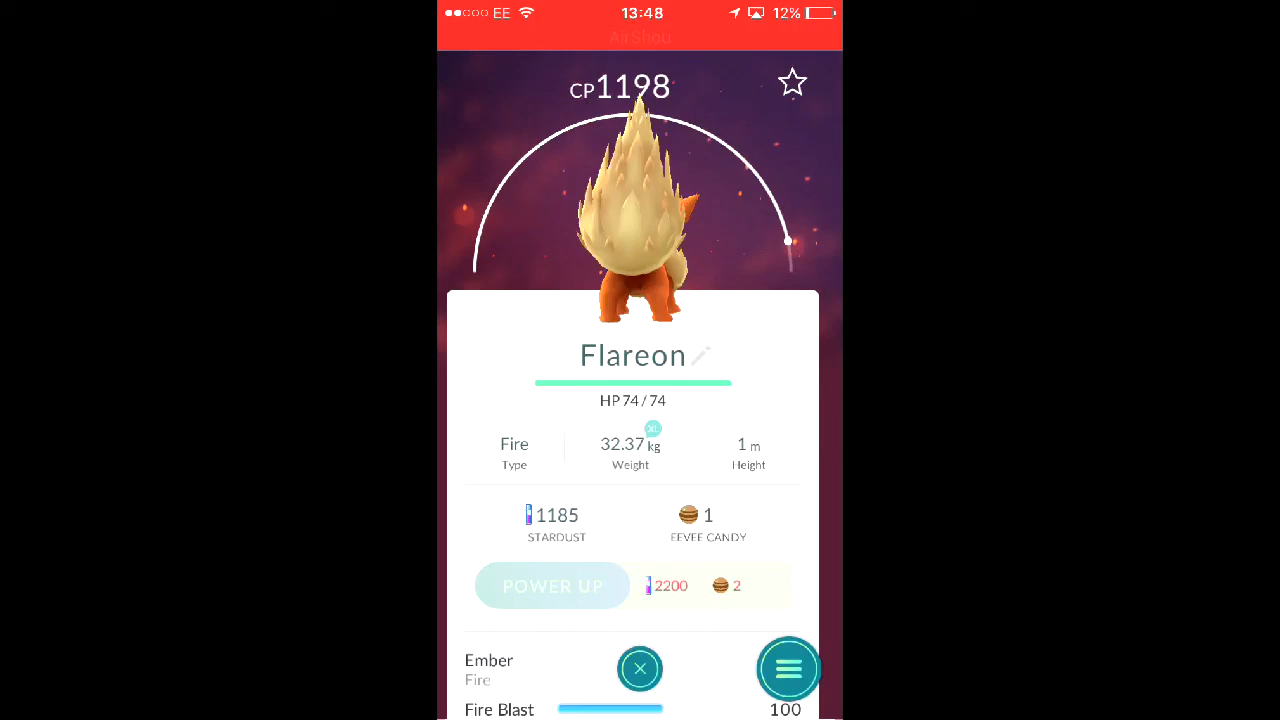 EE 13:48 12%
AirShou
CP1198
Flareon
HP 74 / 74
XL
Fire 32.37 kg 1 m
Type Weight Height
1185 1
STARDUST EEVEE CANDY
POWER UP 2200 2
Ember
Fire
Fire Blast 100